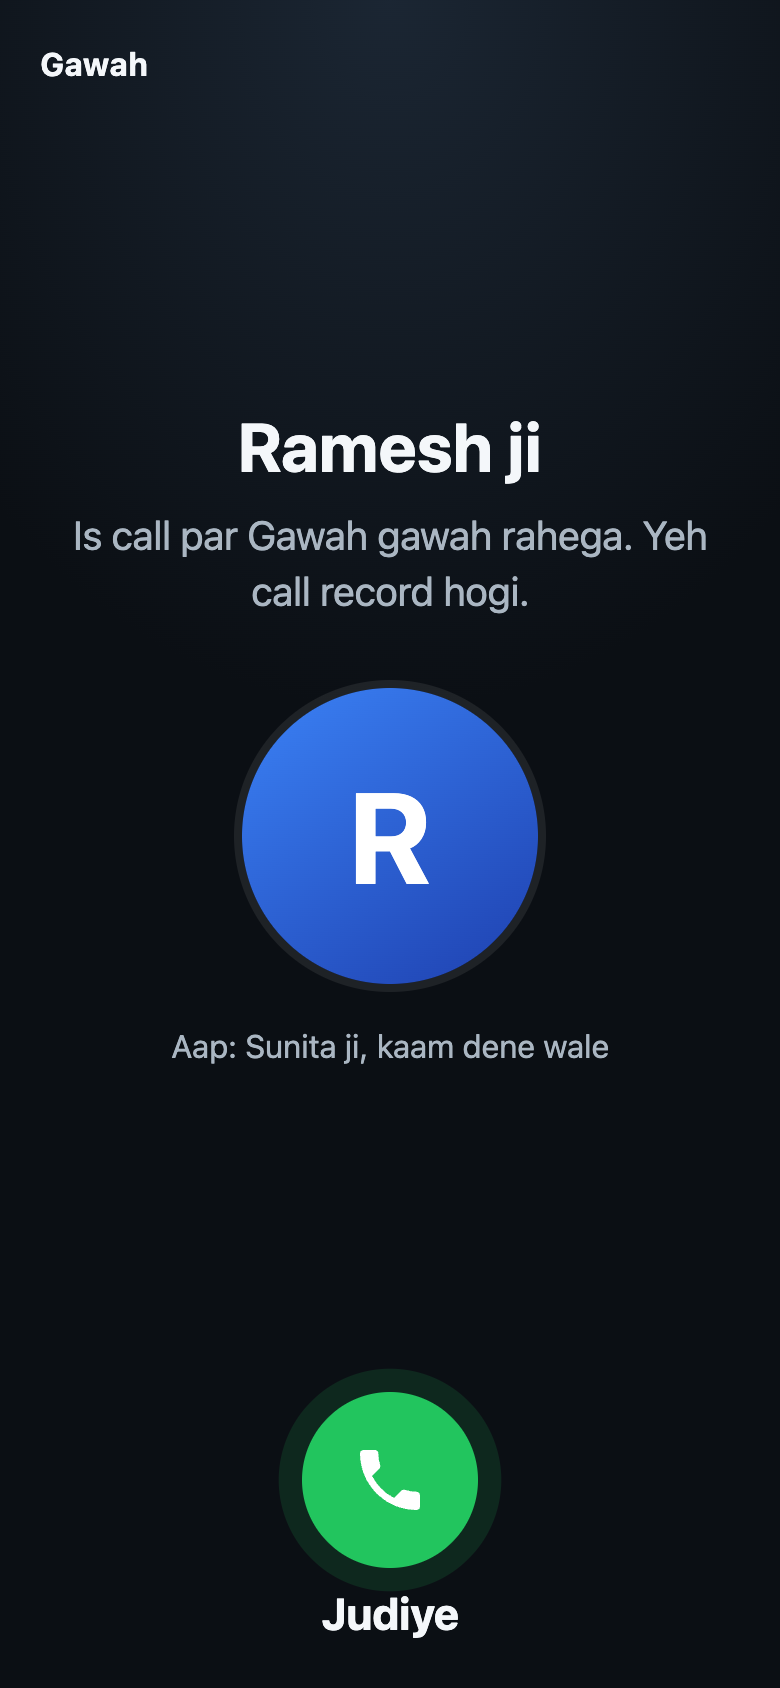 Gawah
Ramesh ji
Is call par Gawah gawah rahega. Yeh
call record hogi.
R
Aap: Sunita ji, kaam dene wale
Judiye